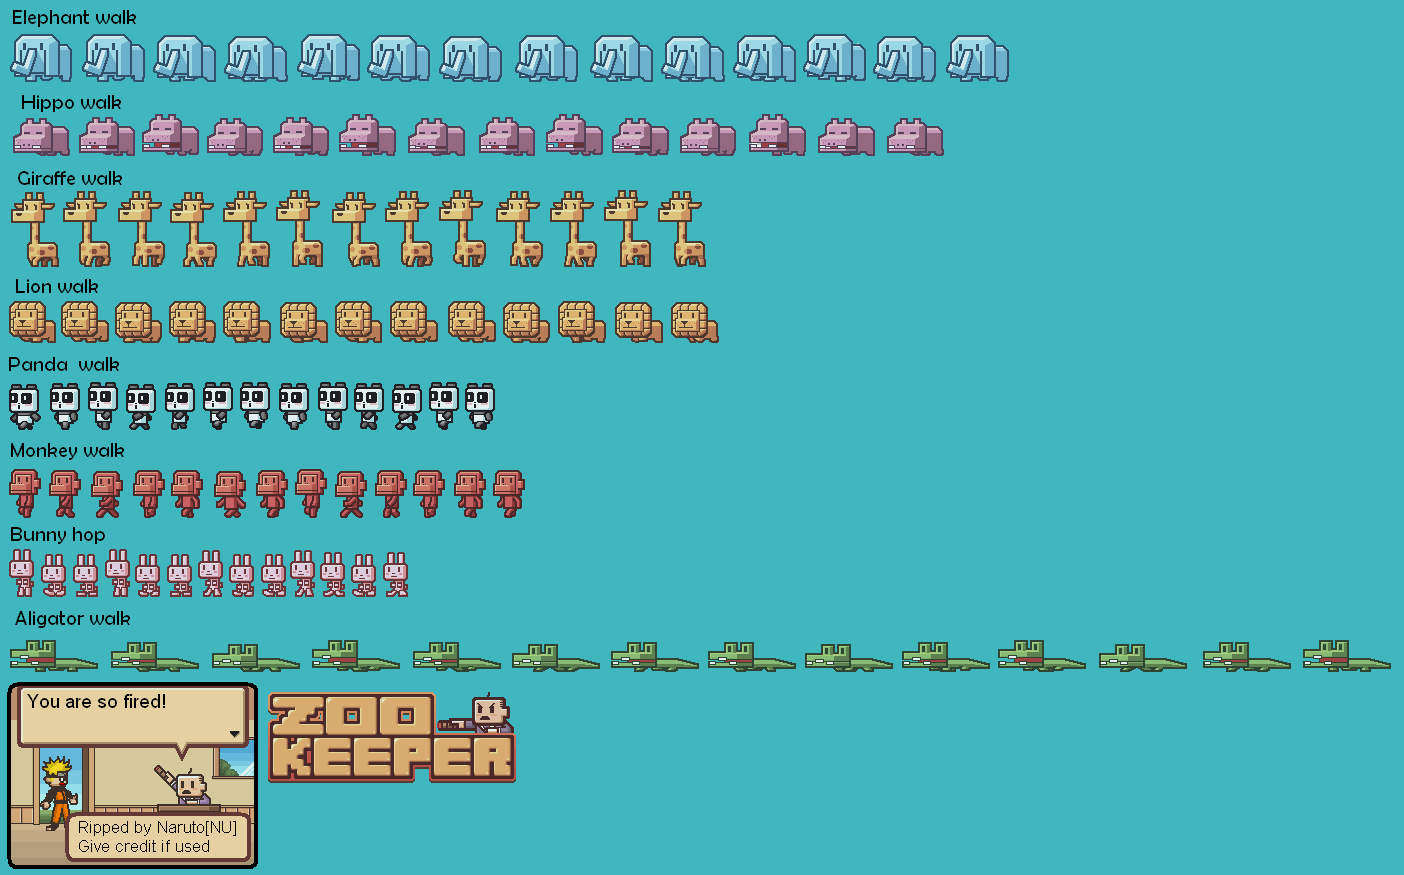 Elephant walk
Hippo walk
Giraffe walk
Lion walk
Panda walk
Monkey walk
Bunny hop
Aligator walk
You are so fired!
ZOO
KEEPER
Ripped by Naruto[NU]
Give credit if used